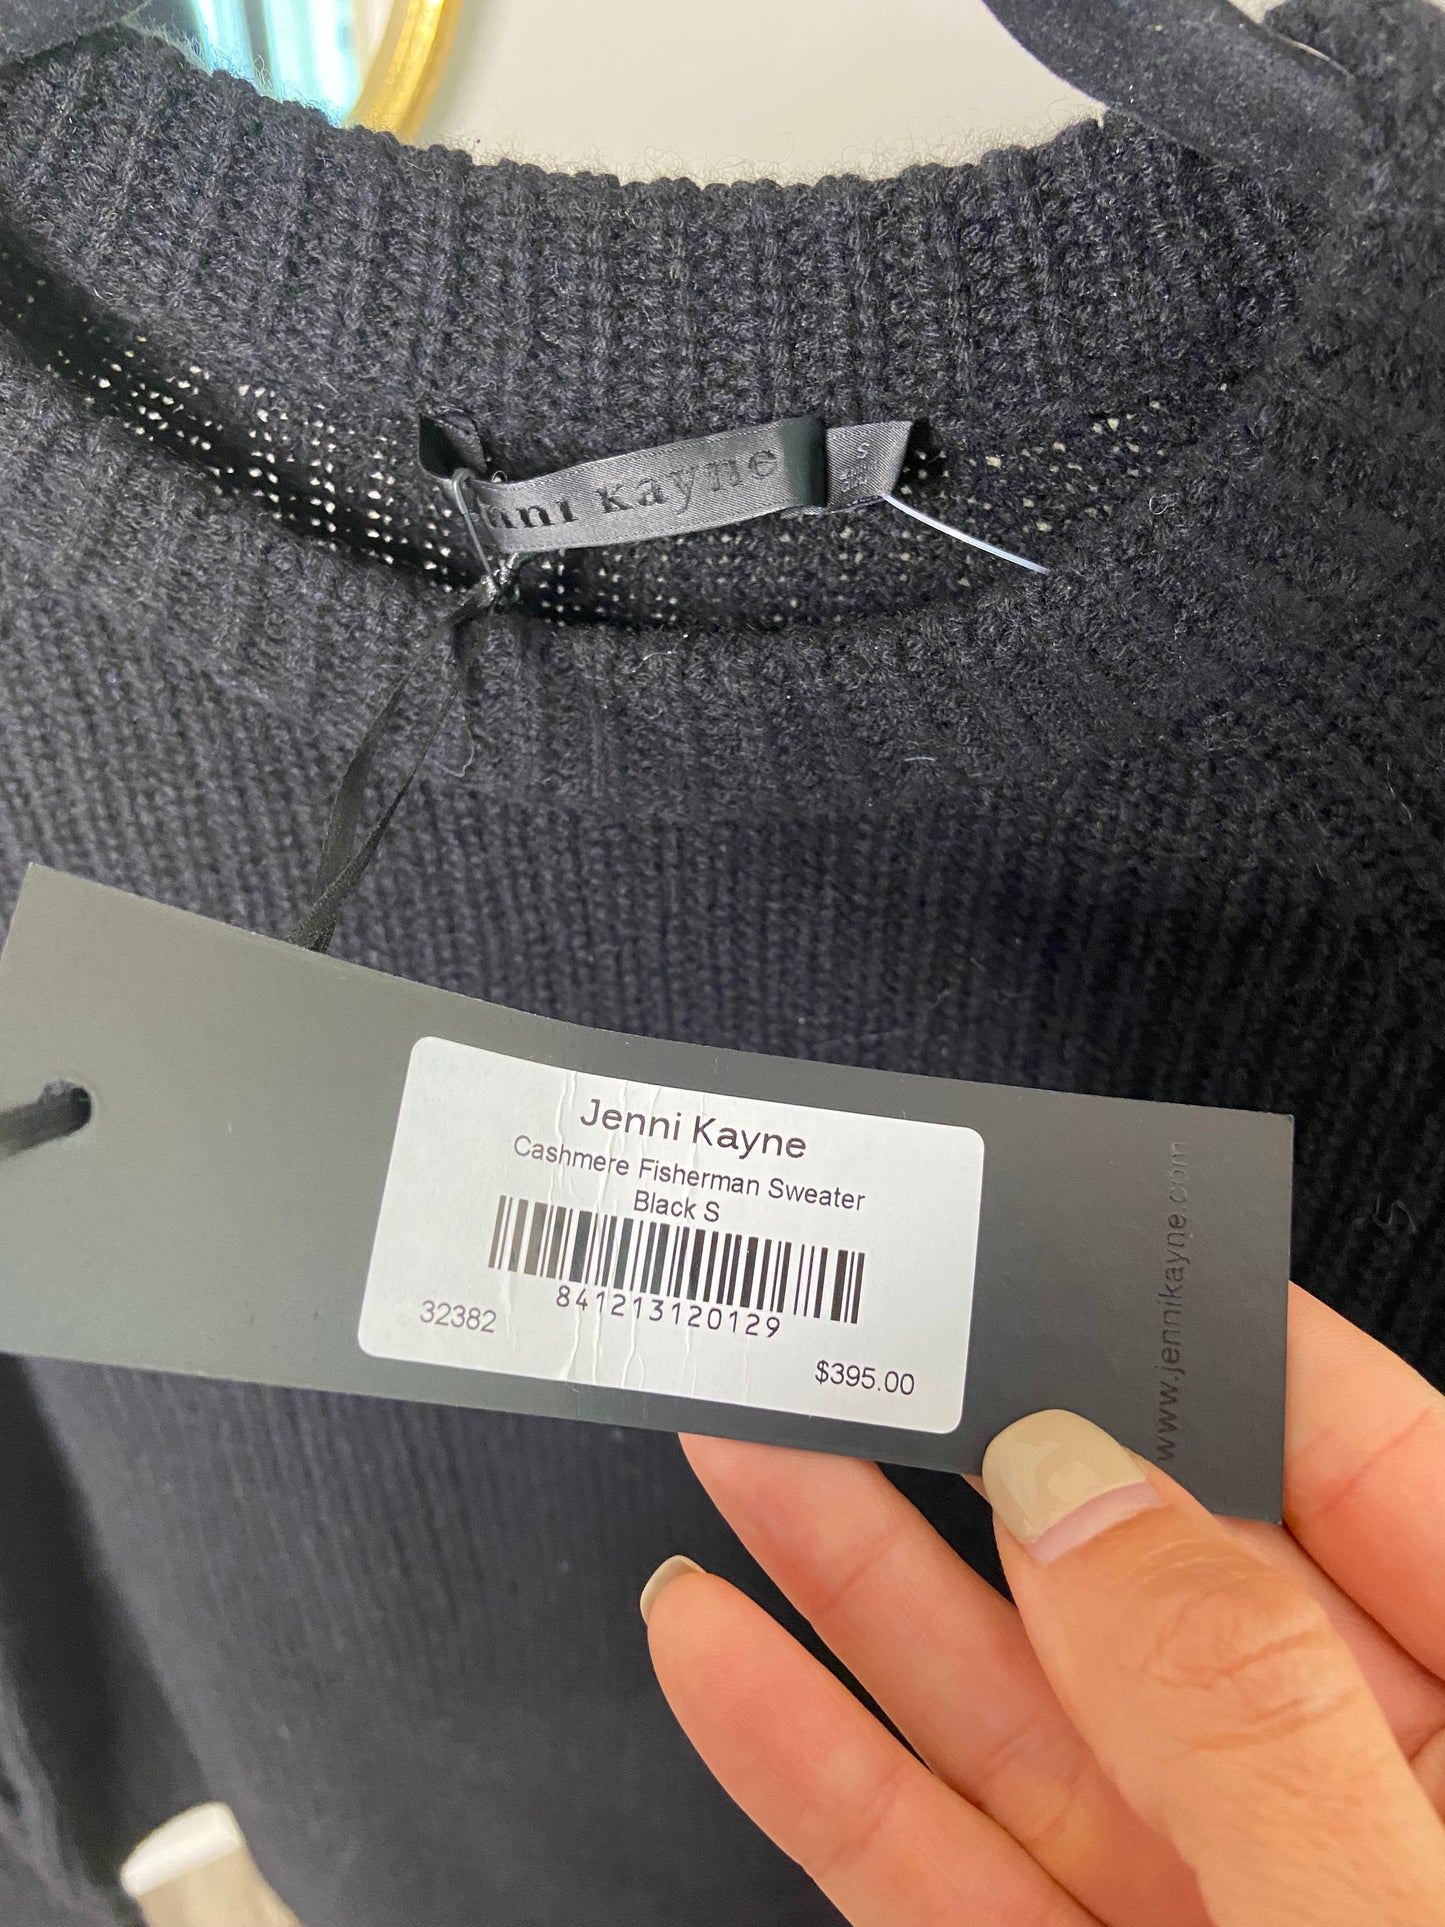 nni kayne
S
Jenni Kayne
Cashmere Fisherman Sweater
Black S
841213120129
32382
$395.00
www.jennikayne.com